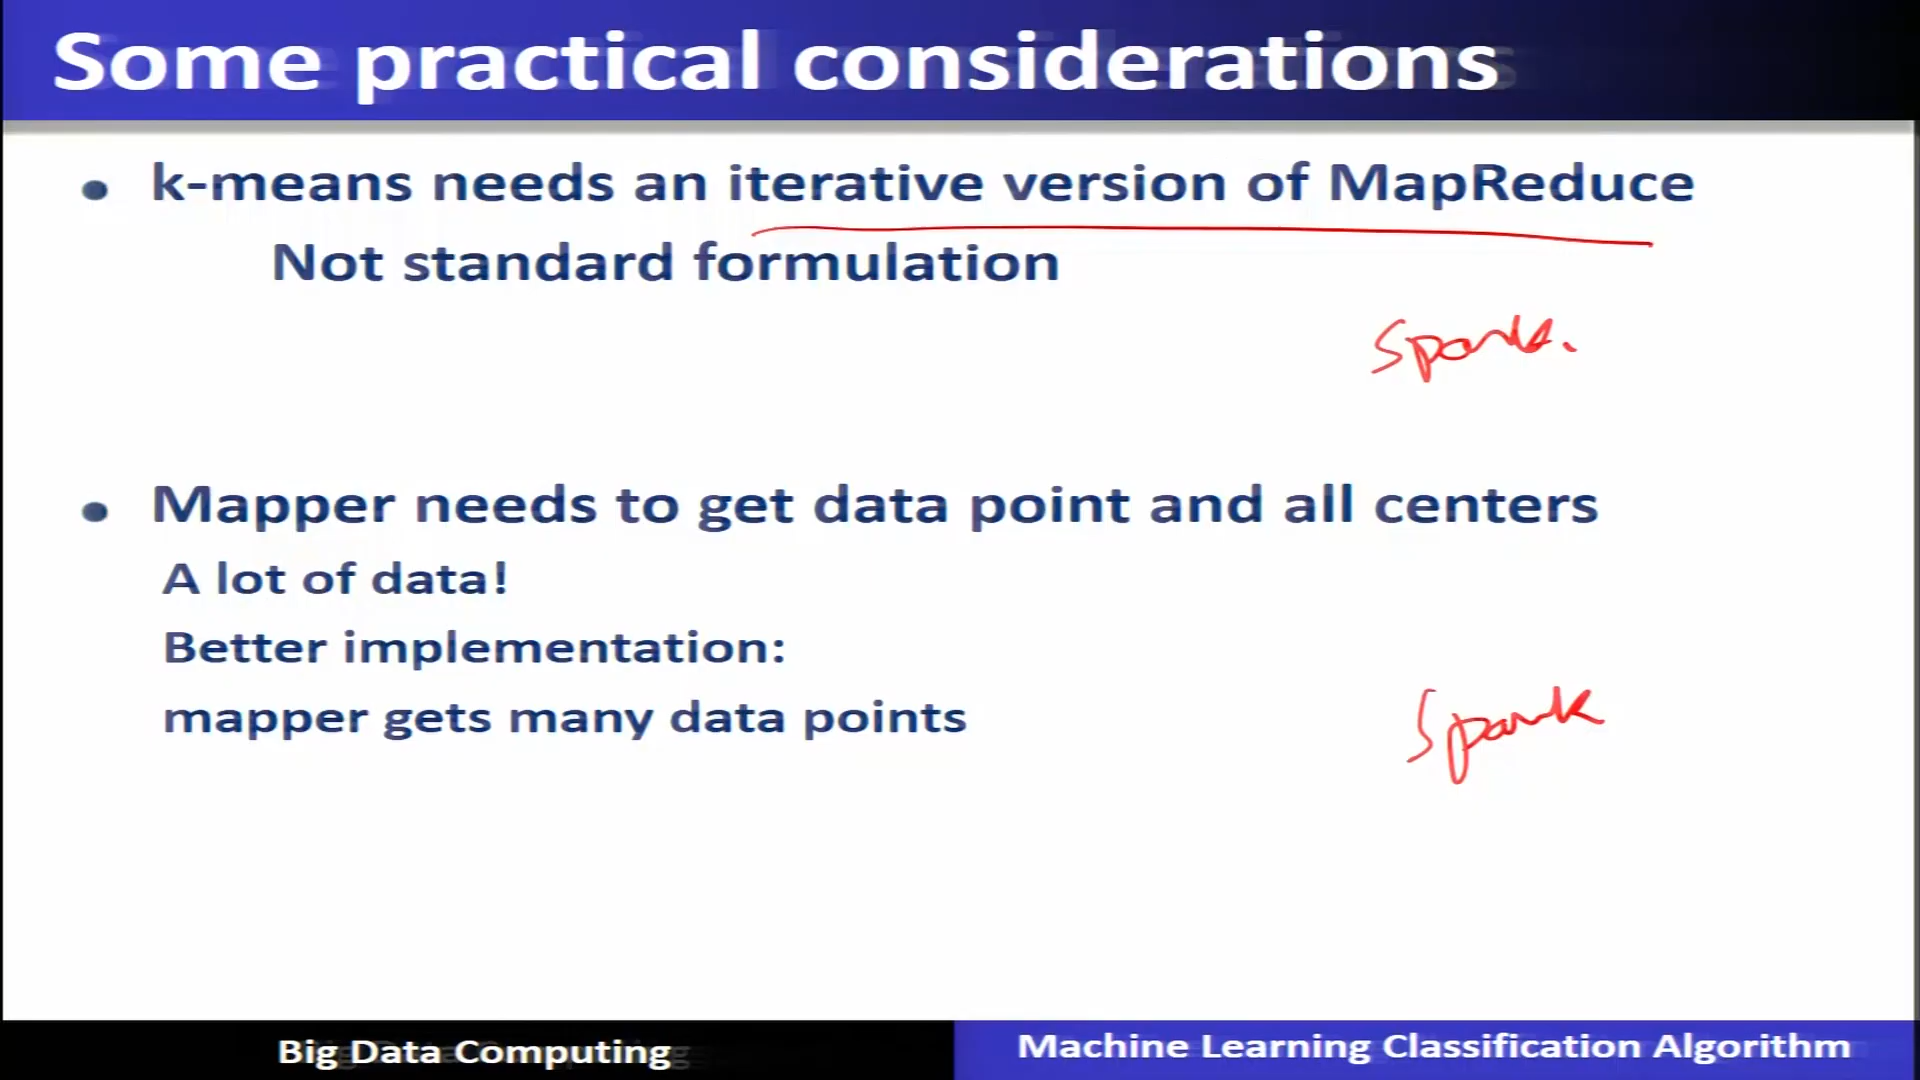 Some practical considerations
• k-means needs an iterative version of MapReduce
Not standard formulation
Spark.
• Mapper needs to get data point and all centers
A lot of data!
Better implementation:
mapper gets many data points
Spark
Big Data Computing
Machine Learning Classification Algorithm